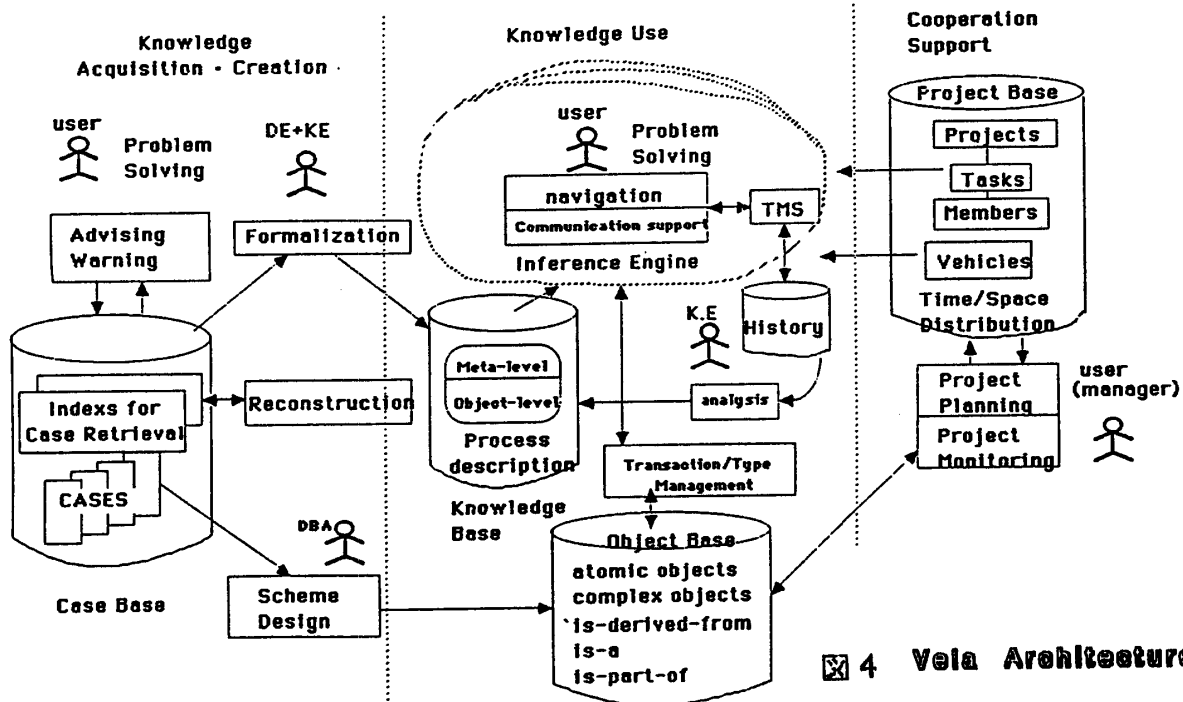 Knowledge
Acquisition - Creation
Knowledge Use
Cooperation
Support
user
Problem
Solving
DE+KE
Advising
Warning
Formalization
Indexs for
Case Retrieval
CASES
Reconstruction
Case Base
DBA
Scheme
Design
user
Problem
Solving
navigation
Communication support
TMS
Inference Engine
K.E
History
Meta-level
Object-level
Process
description
analysis
Knowledge
Base
Transaction/Type
Management
Object Base
atomic objects
complex objects
is-derived-from
is-a
is-part-of
Project Base
Projects
Tasks
Members
Vehicles
Time/Space
Distribution
Project
Planning
Project
Monitoring
user
(manager)
図4 Vela Architecture